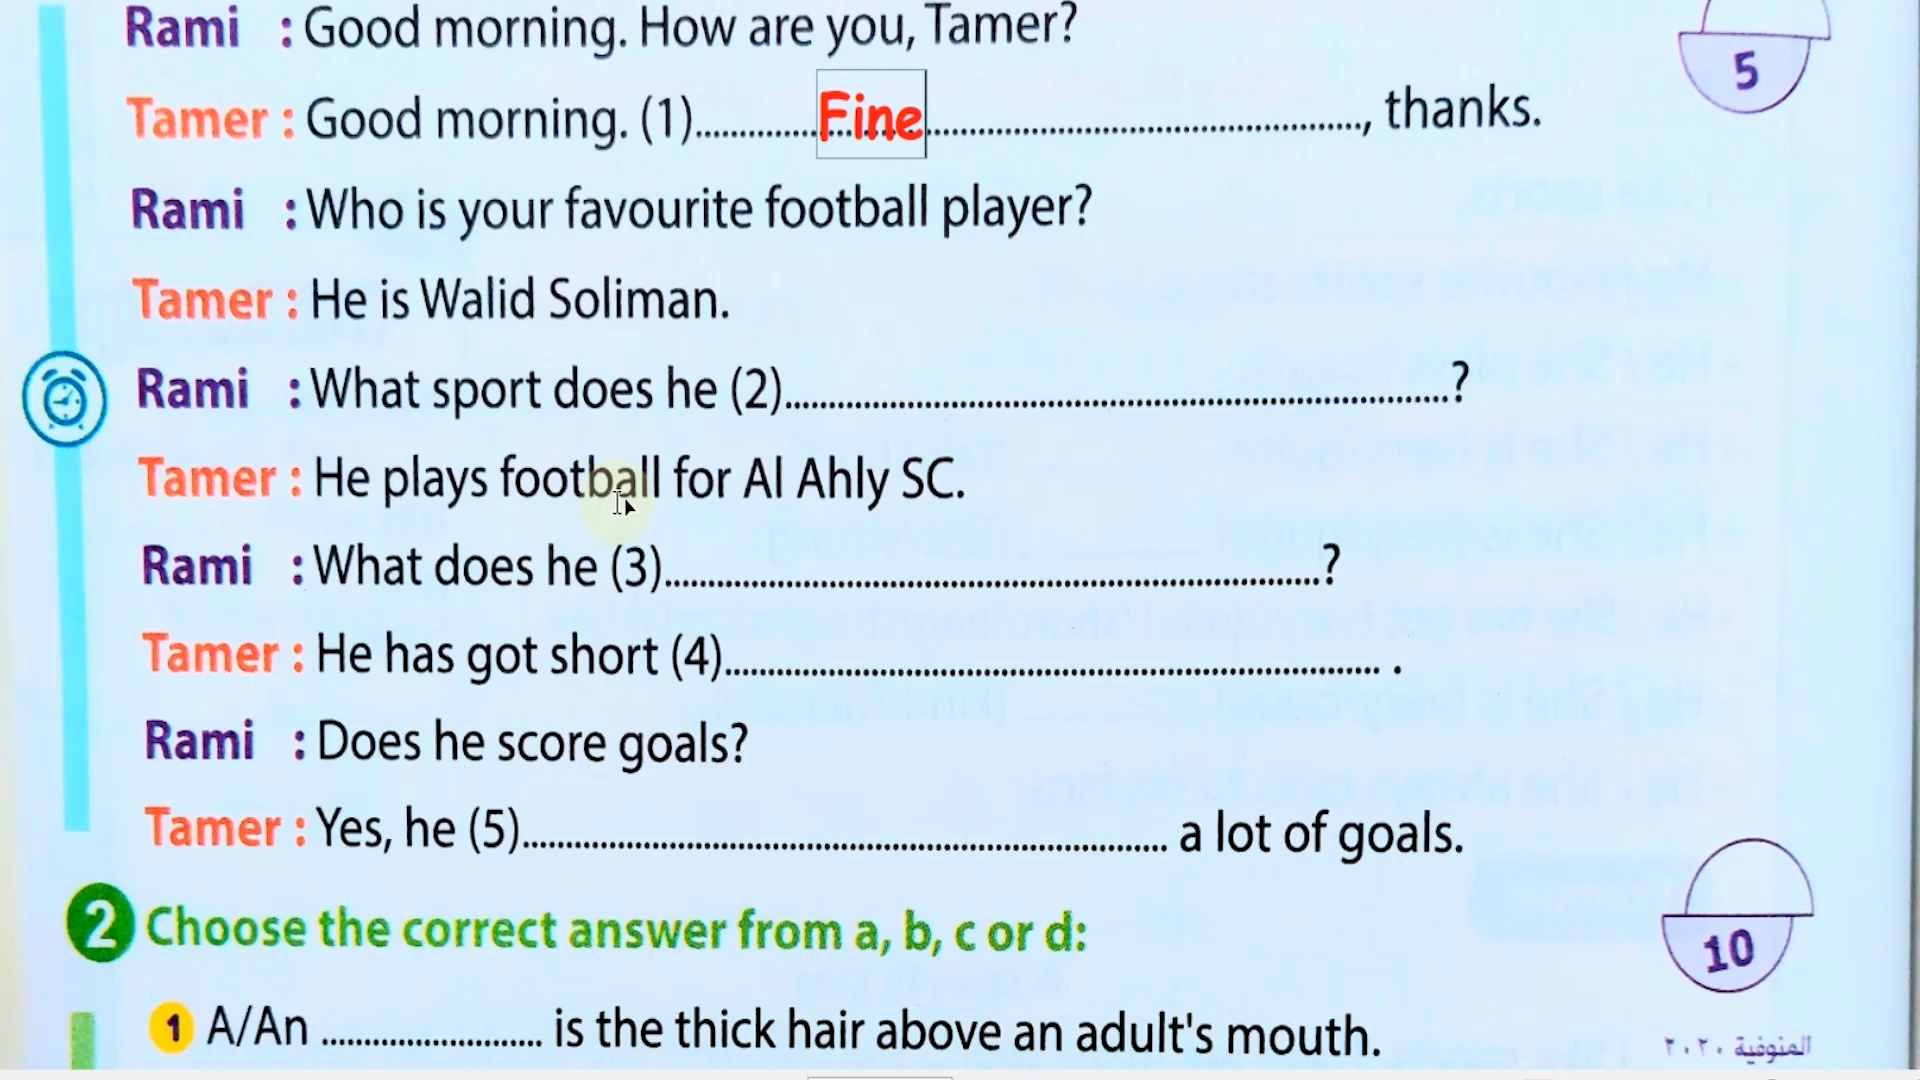 Rami : Good morning. How are you, Tamer?
5
Tamer : Good morning. (1)..............Fine.................................................., thanks.
Rami : Who is your favourite football player?
Tamer : He is Walid Soliman.
Rami : What sport does he (2)..........................................................................?
Tamer : He plays football for Al Ahly SC.
Rami : What does he (3)..........................................................................?
Tamer : He has got short (4).......................................................................... .
Rami : Does he score goals?
Tamer : Yes, he (5).......................................................................... a lot of goals.
2 Choose the correct answer from a, b, c or d:
10
1 A/An ......................... is the thick hair above an adult's mouth.
المنوفية ٢٠٢٠